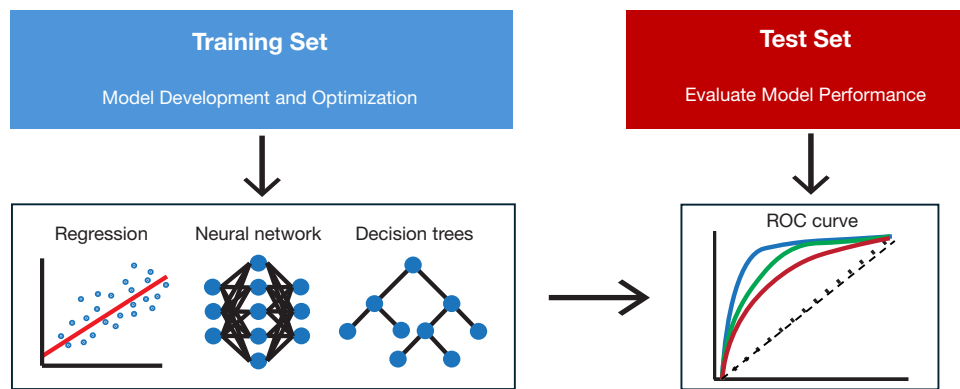 Training Set
Model Development and Optimization
Test Set
Evaluate Model Performance
Regression
Neural network
Decision trees
ROC curve